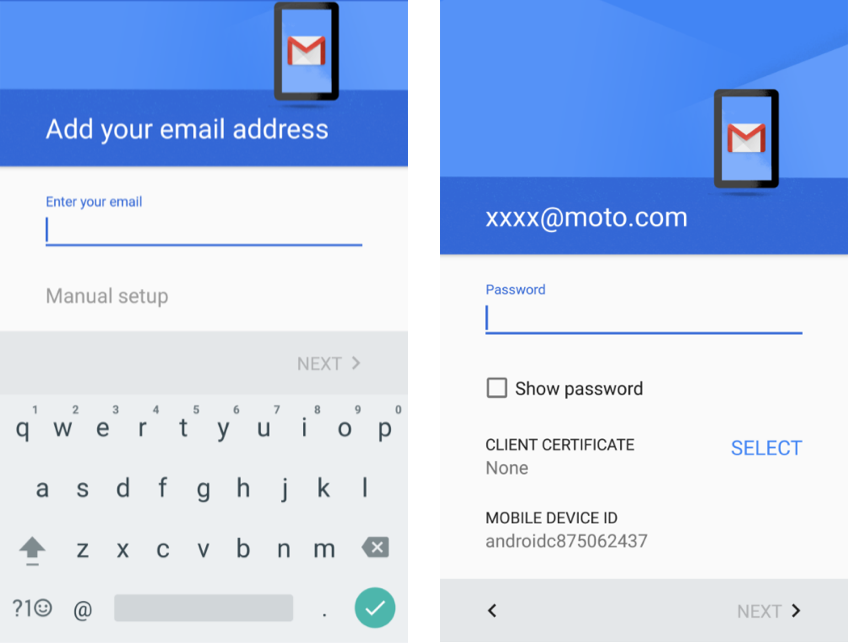 Add your email address
Enter your email
Manual setup
NEXT
1 2 3 4 5 6 7 8 9 0
q w e r t y u i o p
a s d f g h j k l
z x c v b n m
?1☺ @ .
xxxx@moto.com
Password
Show password
CLIENT CERTIFICATE
None
SELECT
MOBILE DEVICE ID
androidc875062437
NEXT